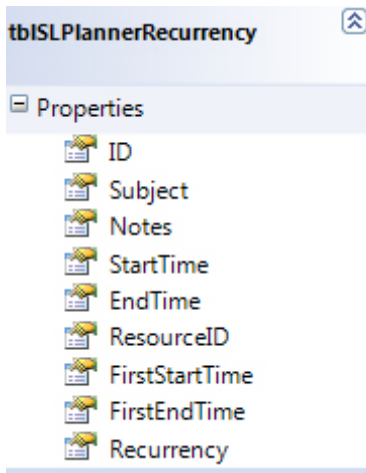 tblSLPlannerRecurrency
Properties
ID
Subject
Notes
StartTime
EndTime
ResourceID
FirstStartTime
FirstEndTime
Recurrency